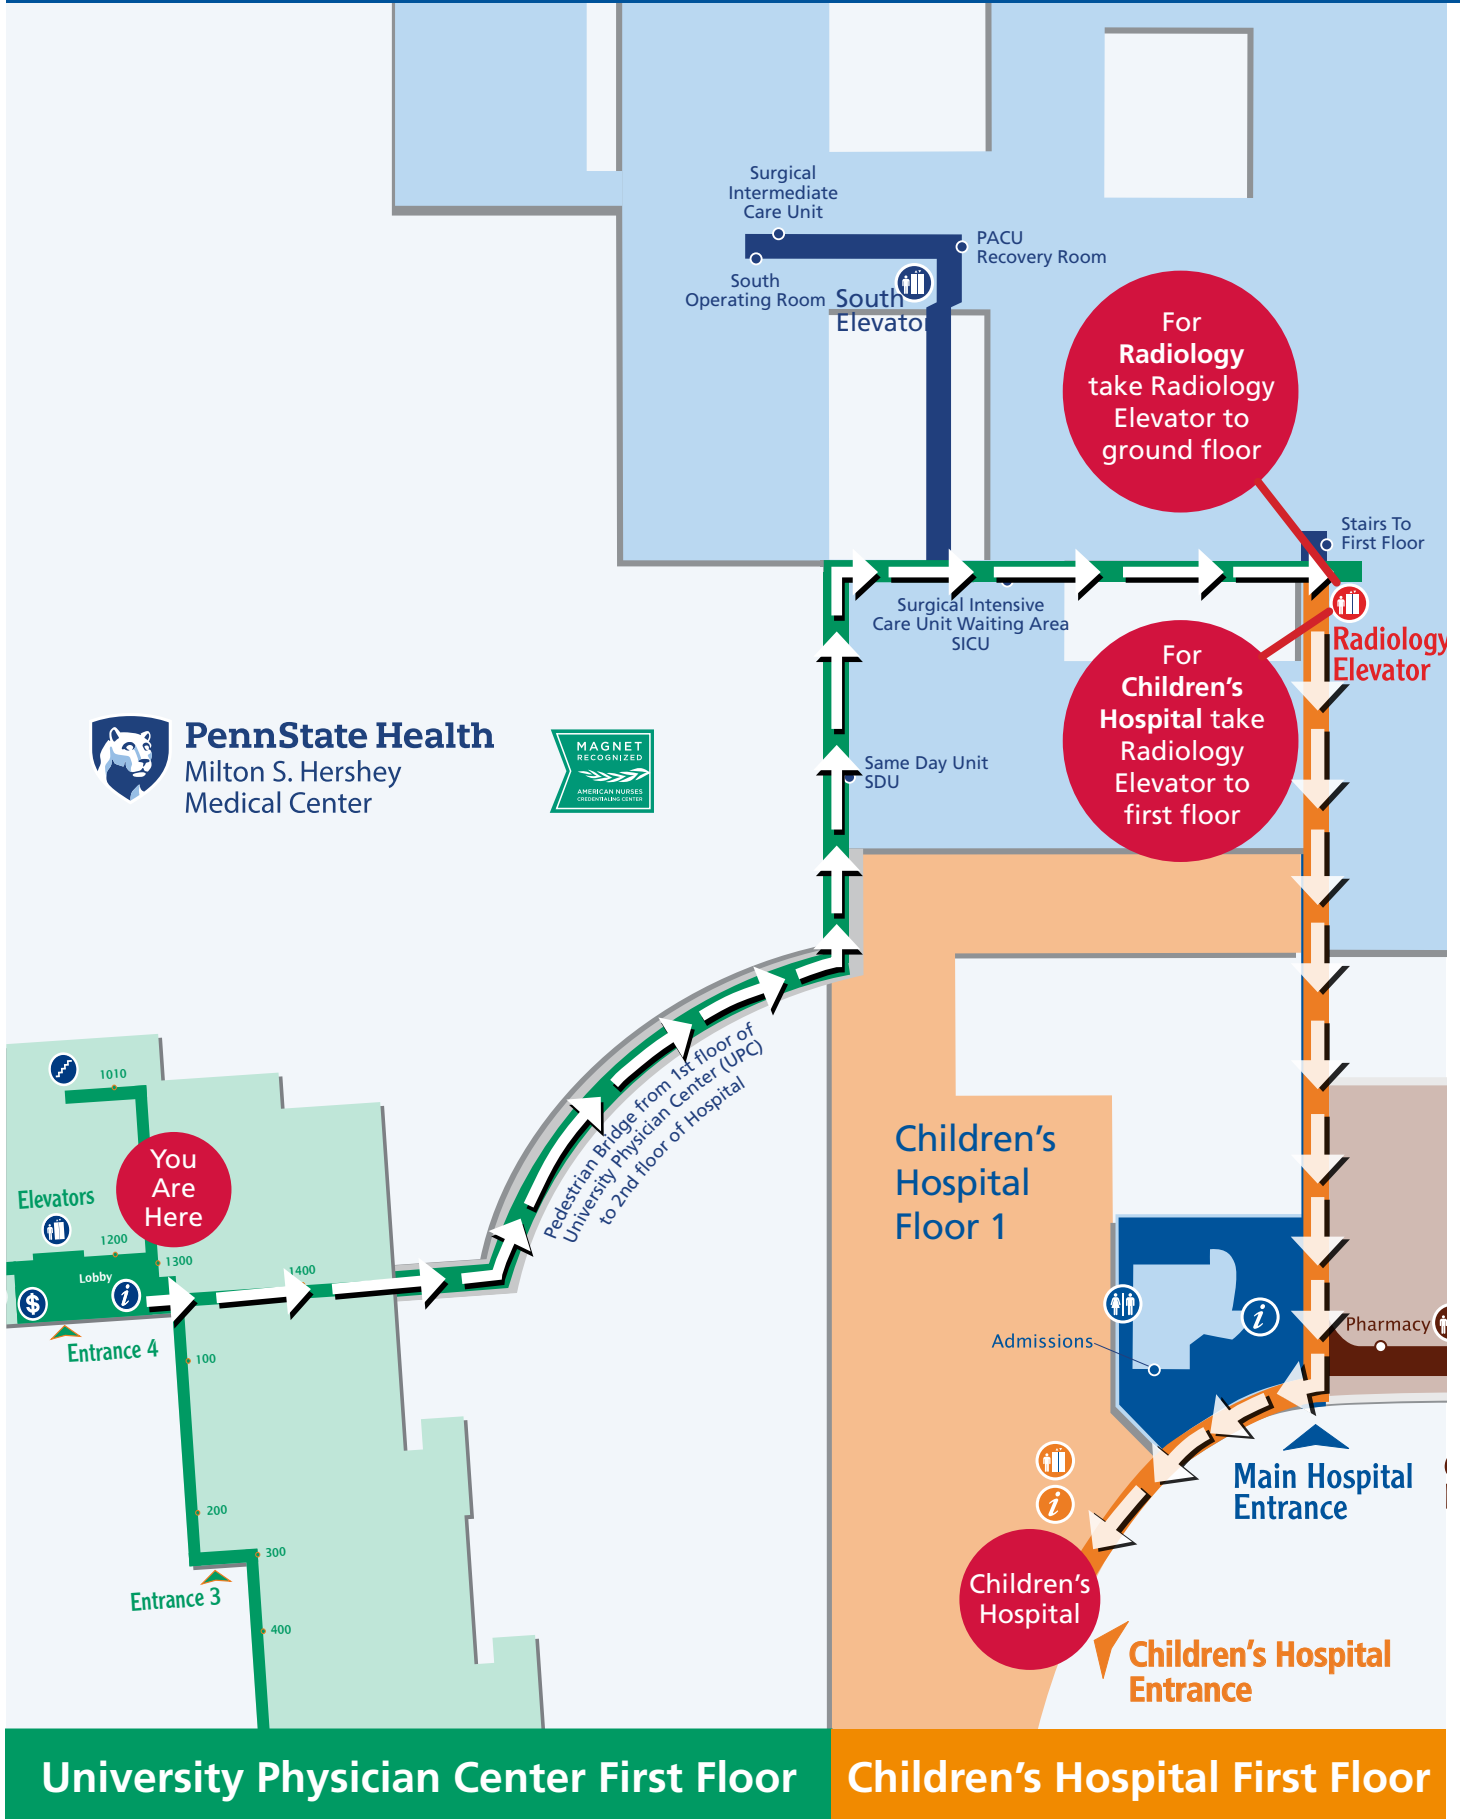 Surgical
Intermediate
Care Unit
PACU
Recovery Room
South
Operating Room
South
Elevator
For
Radiology
take Radiology
Elevator to
ground floor
Stairs To
First Floor
Surgical Intensive
Care Unit Waiting Area
SICU
Radiology
Elevator
For
Children's
Hospital take
Radiology
Elevator to
first floor
PennState Health
Milton S. Hershey
Medical Center
MAGNET
RECOGNIZED
AMERICAN NURSES
CREDENTIALING CENTER
Same Day Unit
SDU
Pedestrian Bridge from 1st floor of
University Physician Center (UPC)
to 2nd floor of Hospital
1010
You
Are
Here
Elevators
1200
1300
Lobby
i
$
1400
Entrance 4
100
200
300
Entrance 3
400
Children's
Hospital
Floor 1
i
Admissions
Pharmacy
Main Hospital
Entrance
i
Children's
Hospital
Children's Hospital
Entrance
University Physician Center First Floor
Children's Hospital First Floor